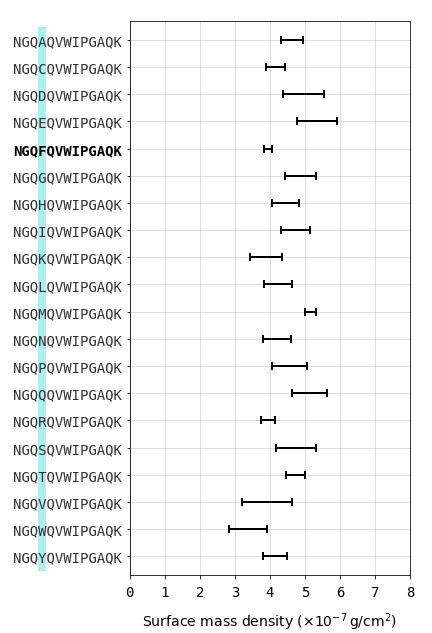 NGQAQVWIPGAQK
NGQCQVWIPGAQK
NGQDQVWIPGAQK
NGQEQVWIPGAQK
NGQFQVWIPGAQK
NGQGQVWIPGAQK
NGQHQVWIPGAQK
NGQIQVWIPGAQK
NGQKQVWIPGAQK
NGQLQVWIPGAQK
NGQMQVWIPGAQK
NGQNQVWIPGAQK
NGQPQVWIPGAQK
NGQQQVWIPGAQK
NGQRQVWIPGAQK
NGQSQVWIPGAQK
NGQTQVWIPGAQK
NGQVQVWIPGAQK
NGQWQVWIPGAQK
NGQYQVWIPGAQK
0 1 2 3 4 5 6 7 8
Surface mass density (×10⁻⁷ g/cm²)